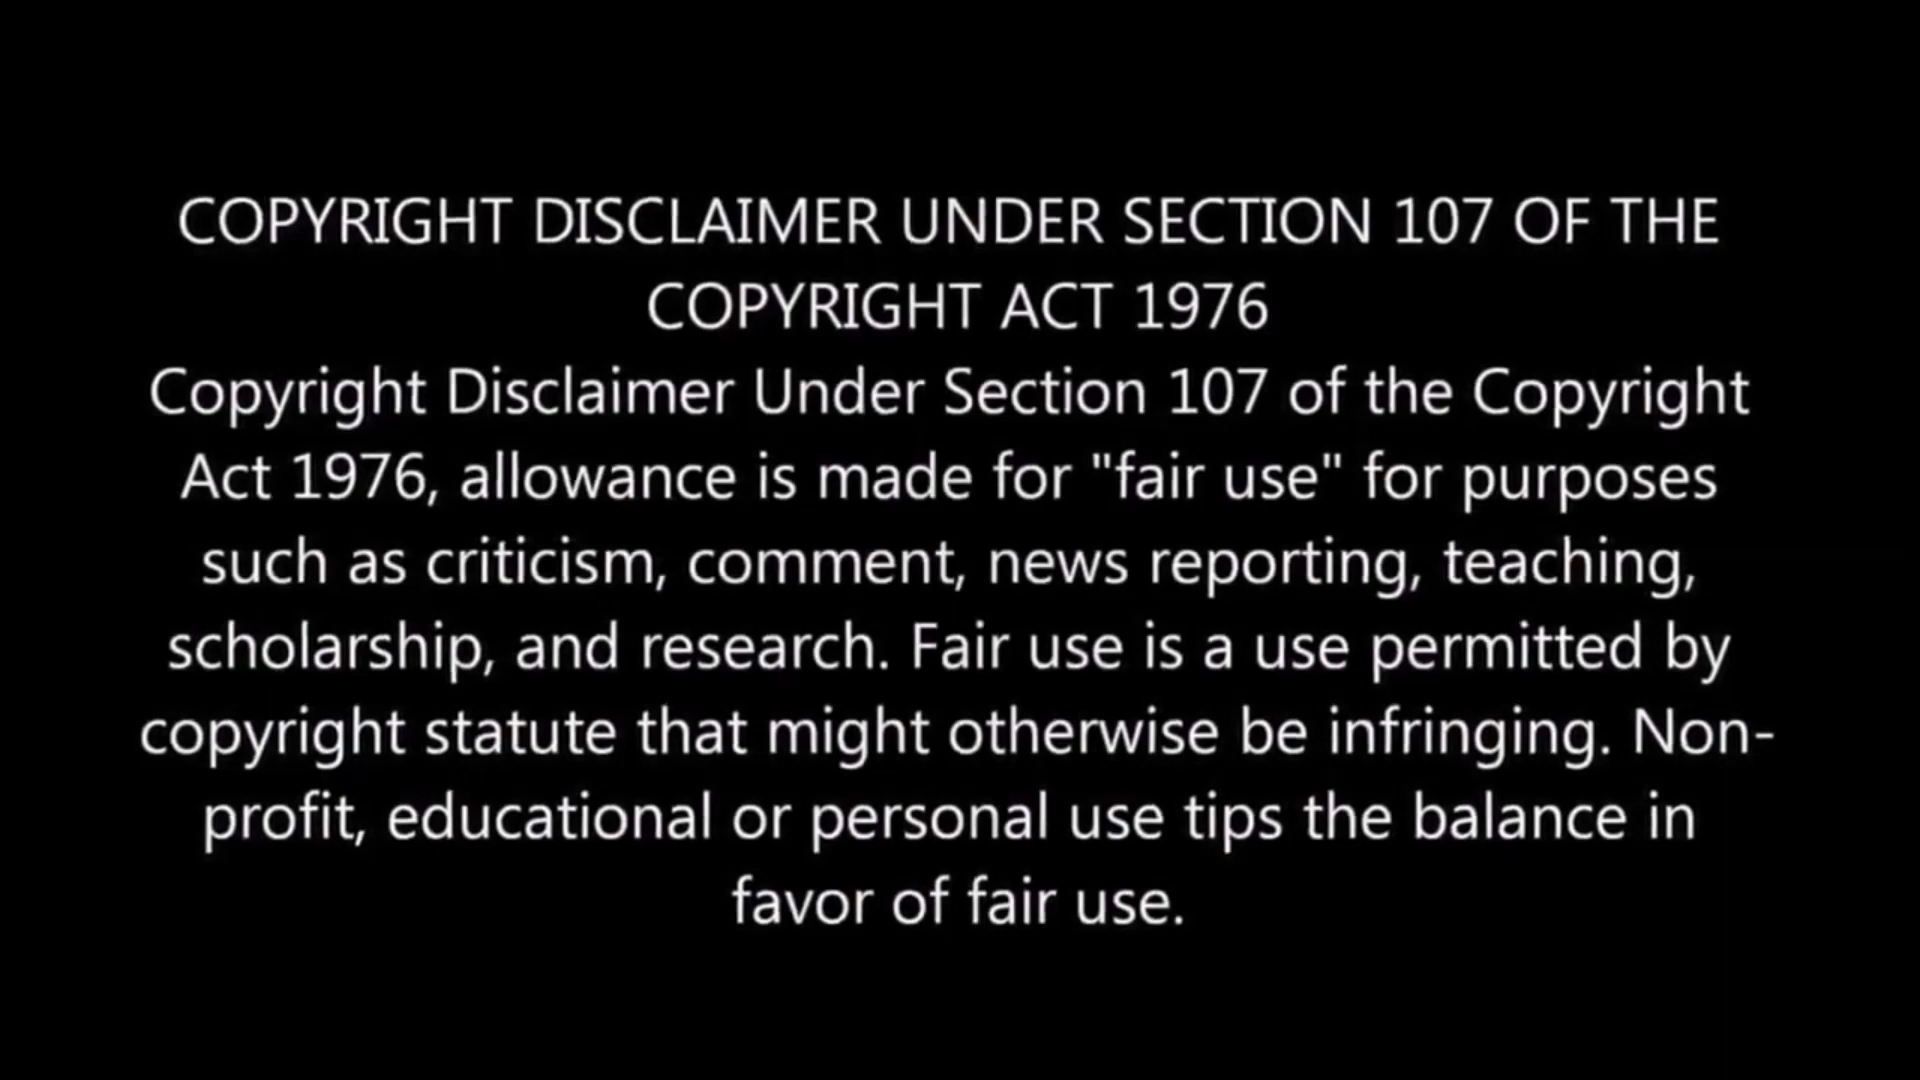 COPYRIGHT DISCLAIMER UNDER SECTION 107 OF THE
COPYRIGHT ACT 1976
Copyright Disclaimer Under Section 107 of the Copyright
Act 1976, allowance is made for "fair use" for purposes
such as criticism, comment, news reporting, teaching,
scholarship, and research. Fair use is a use permitted by
copyright statute that might otherwise be infringing. Non-
profit, educational or personal use tips the balance in
favor of fair use.